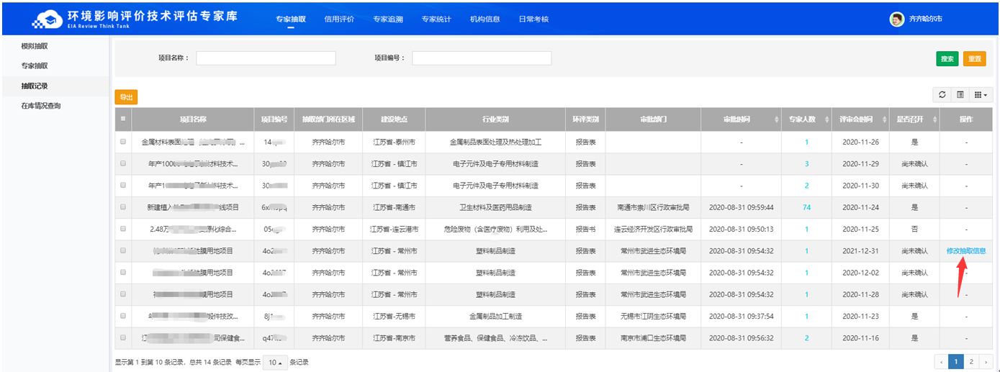 环境影响评价技术评估专家库
EIA Review Think Tank
专家抽取 信用评价 专家追溯 专家统计 机构信息 日常考核
齐齐哈尔市
模拟抽取
专家抽取
抽取记录
在库情况查询
项目名称： 项目编号：
搜索 重置
导出
项目名称 项目编号 抽取部门所在区域 建设地点 行业类别 环评类别 审批部门 审批时间 专家人数 评审会时间 是否召开 操作
金属材料表面 ... 14 齐齐哈尔市 江苏省-泰州市 金属制品表面处理及热处理加工 报告表 - 1 2020-11-26 是 -
年产1000 材料技术... 30 齐齐哈尔市 江苏省 - 镇江市 电子元件及电子专用材料制造 报告表 - 3 2020-11-29 尚未确认 -
年产1 料技术... 30 齐齐哈尔市 江苏省 - 镇江市 电子元件及电子专用材料制造 报告表 - 2 2020-11-30 尚未确认 -
新建植入 线项目 6x 齐齐哈尔市 江苏省-南通市 卫生材料及医药用品制造 报告表 南通市崇川区行政审批局 2020-08-31 09:59:44 74 2020-11-24 是 -
2.48万 源化综合... 05 齐齐哈尔市 江苏省-连云港市 危险废物（含医疗废物）利用及处... 报告书 连云经济开发区行政审批局 2020-08-31 09:50:13 1 2020-11-25 否 -
膜用地项目 4o2 齐齐哈尔市 江苏省 - 常州市 塑料制品制造 报告表 常州市武进生态环境局 2020-08-31 09:54:32 1 2021-12-31 尚未确认 修改抽取信息
膜用地项目 4o2 齐齐哈尔市 江苏省 - 常州市 塑料制品制造 报告表 常州市武进生态环境局 2020-08-31 09:54:32 1 2020-12-02 尚未确认 -
膜用地项目 4o2 齐齐哈尔市 江苏省 - 常州市 塑料制品制造 报告表 常州市武进生态环境局 2020-08-31 09:54:32 1 2020-11-28 尚未确认 -
锻件技改... 8j1 齐齐哈尔市 江苏省-无锡市 金属制品加工制造 报告表 无锡市江阴生态环境局 2020-08-31 09:37:54 1 2020-11-23 是 -
江 司保健食... q47 齐齐哈尔市 江苏省-南京市 营养食品、保健食品、冷冻饮品、... 报告表 南京市浦口生态环境局 2020-08-31 09:56:32 2 2020-11-16 是 -
显示第 1 到第 10 条记录，总共 14 条记录 每页显示 10 条记录
‹ 1 2 ›